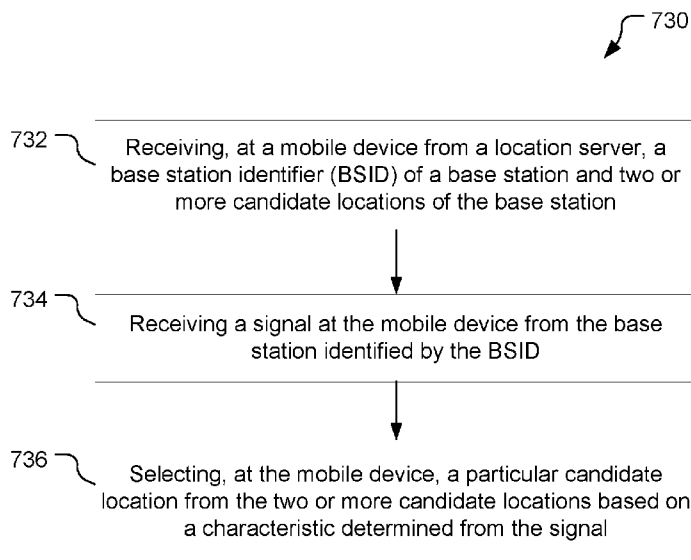 730
732
Receiving, at a mobile device from a location server, a
base station identifier (BSID) of a base station and two or
more candidate locations of the base station
734
Receiving a signal at the mobile device from the base
station identified by the BSID
736
Selecting, at the mobile device, a particular candidate
location from the two or more candidate locations based on
a characteristic determined from the signal